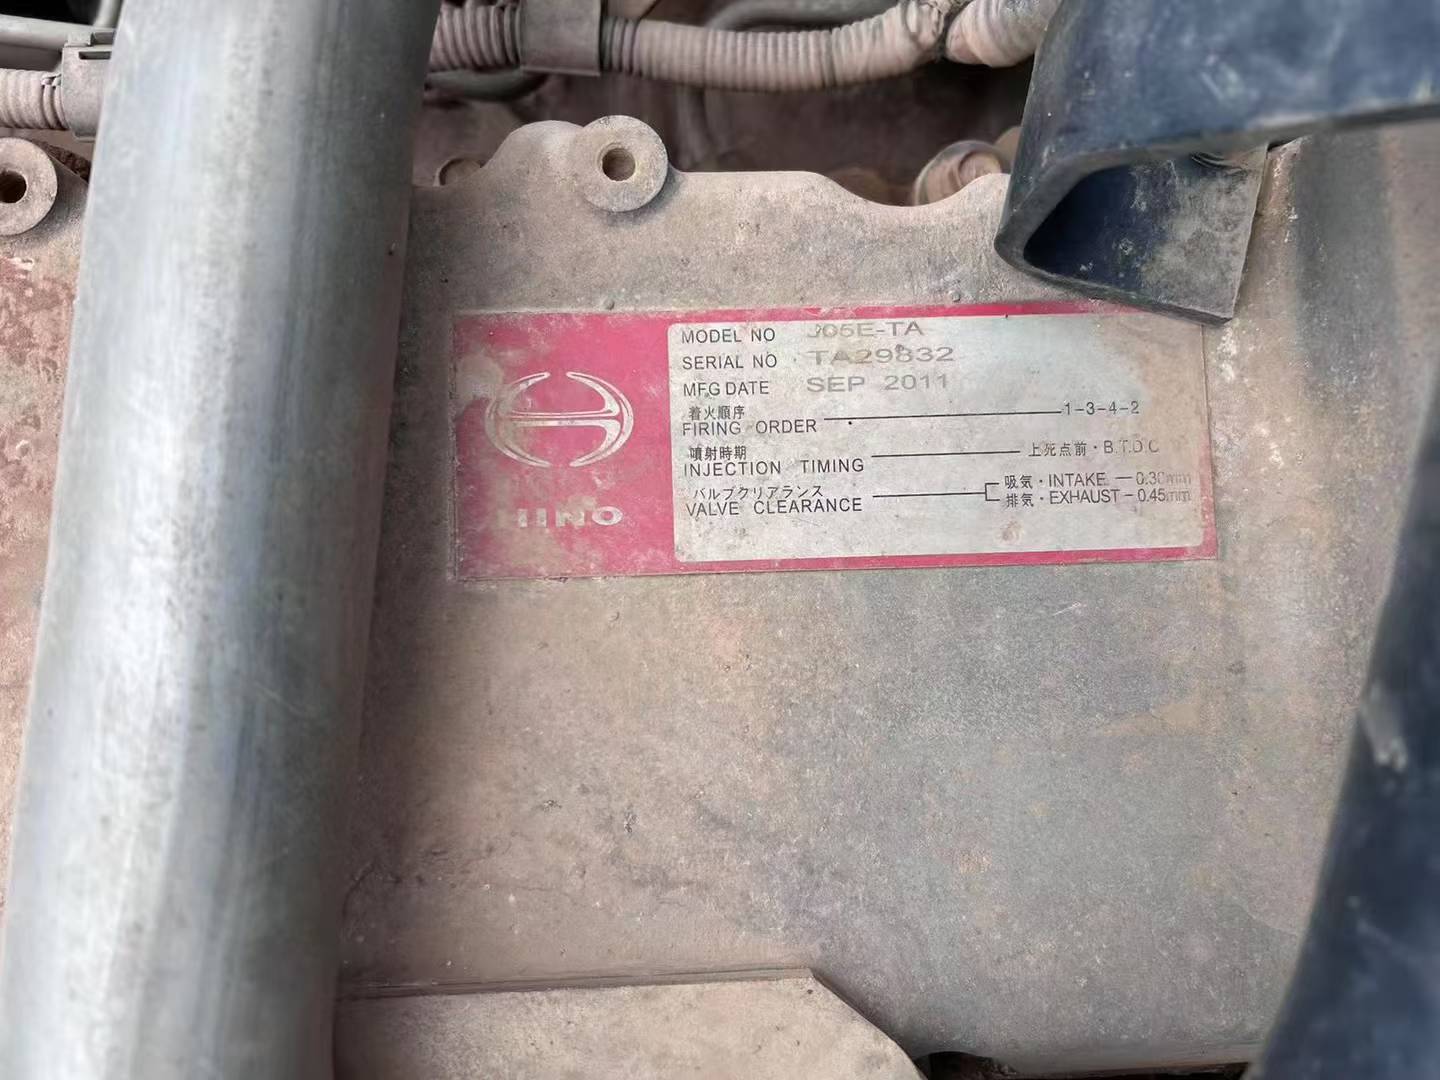 HINO
MODEL NO J05E-TA
SERIAL NO TA29832
MFG DATE SEP 2011
着火順序
FIRING ORDER 1-3-4-2
噴射時期
INJECTION TIMING 上死点前・B.T.D.C
バルブクリアランス
VALVE CLEARANCE
吸気・INTAKE 0.30mm
排気・EXHAUST 0.45mm